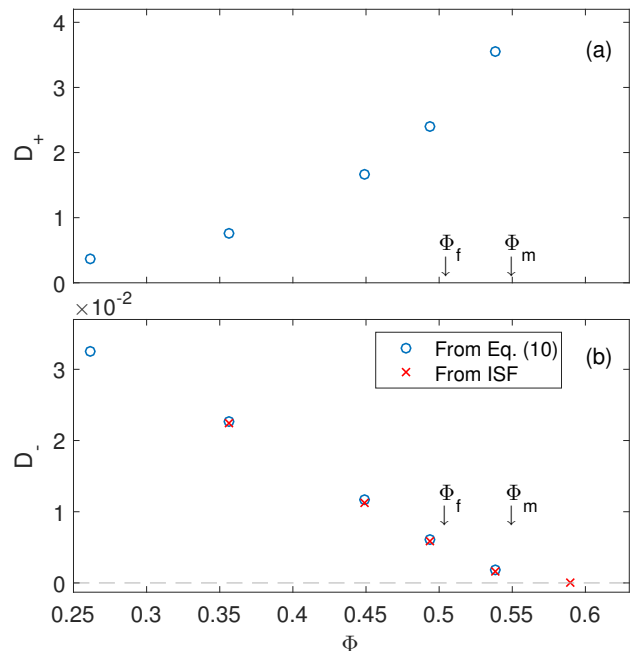 4
(a)
3
D+
2
1
Φf
Φm
↓
↓
0
×10-2
From Eq. (10)
(b)
3
From ISF
2
D-
Φf
Φm
1
↓
↓
0
0.25
0.3
0.35
0.4
0.45
0.5
0.55
0.6
Φ